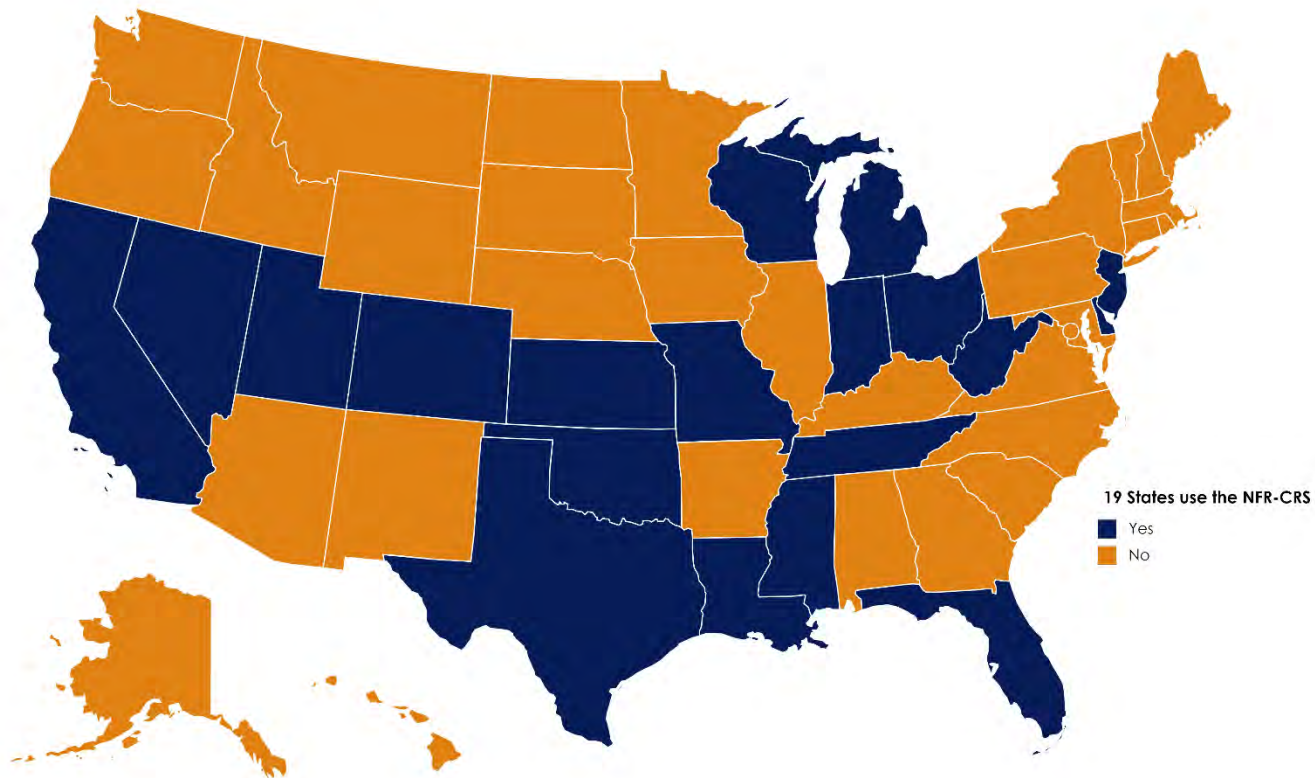 19 States use the NFR-CRS
Yes
No